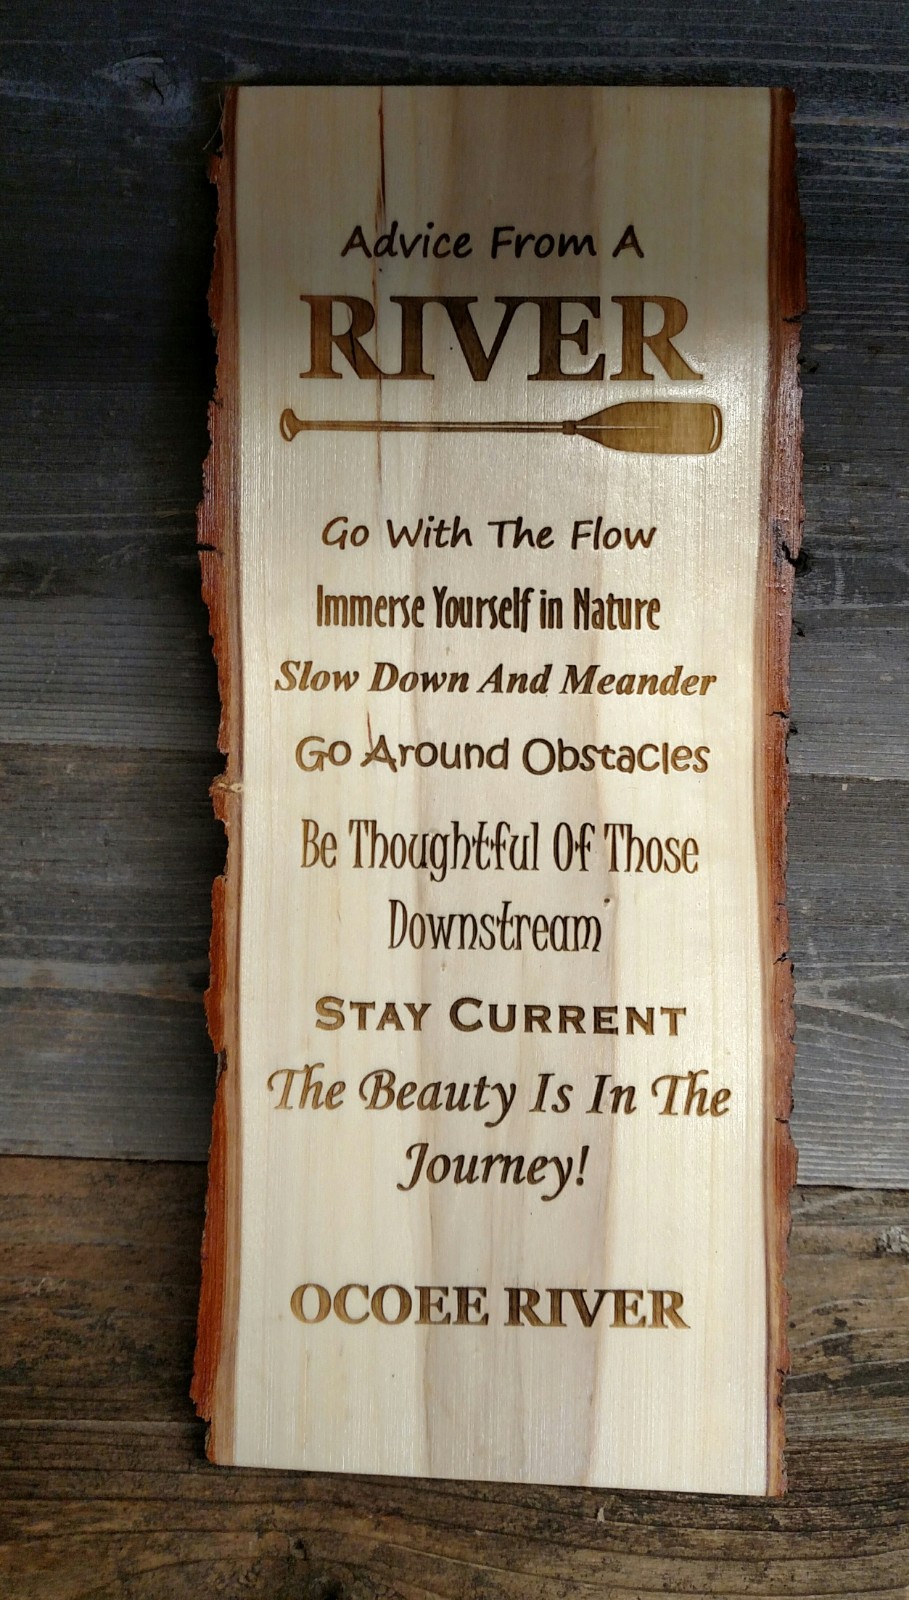 Advice From A
RIVER
Go With The Flow
Immerse Yourself in Nature
Slow Down And Meander
Go Around Obstacles
Be Thoughtful Of Those
Downstream
STAY CURRENT
The Beauty Is In The
Journey!
OCOEE RIVER